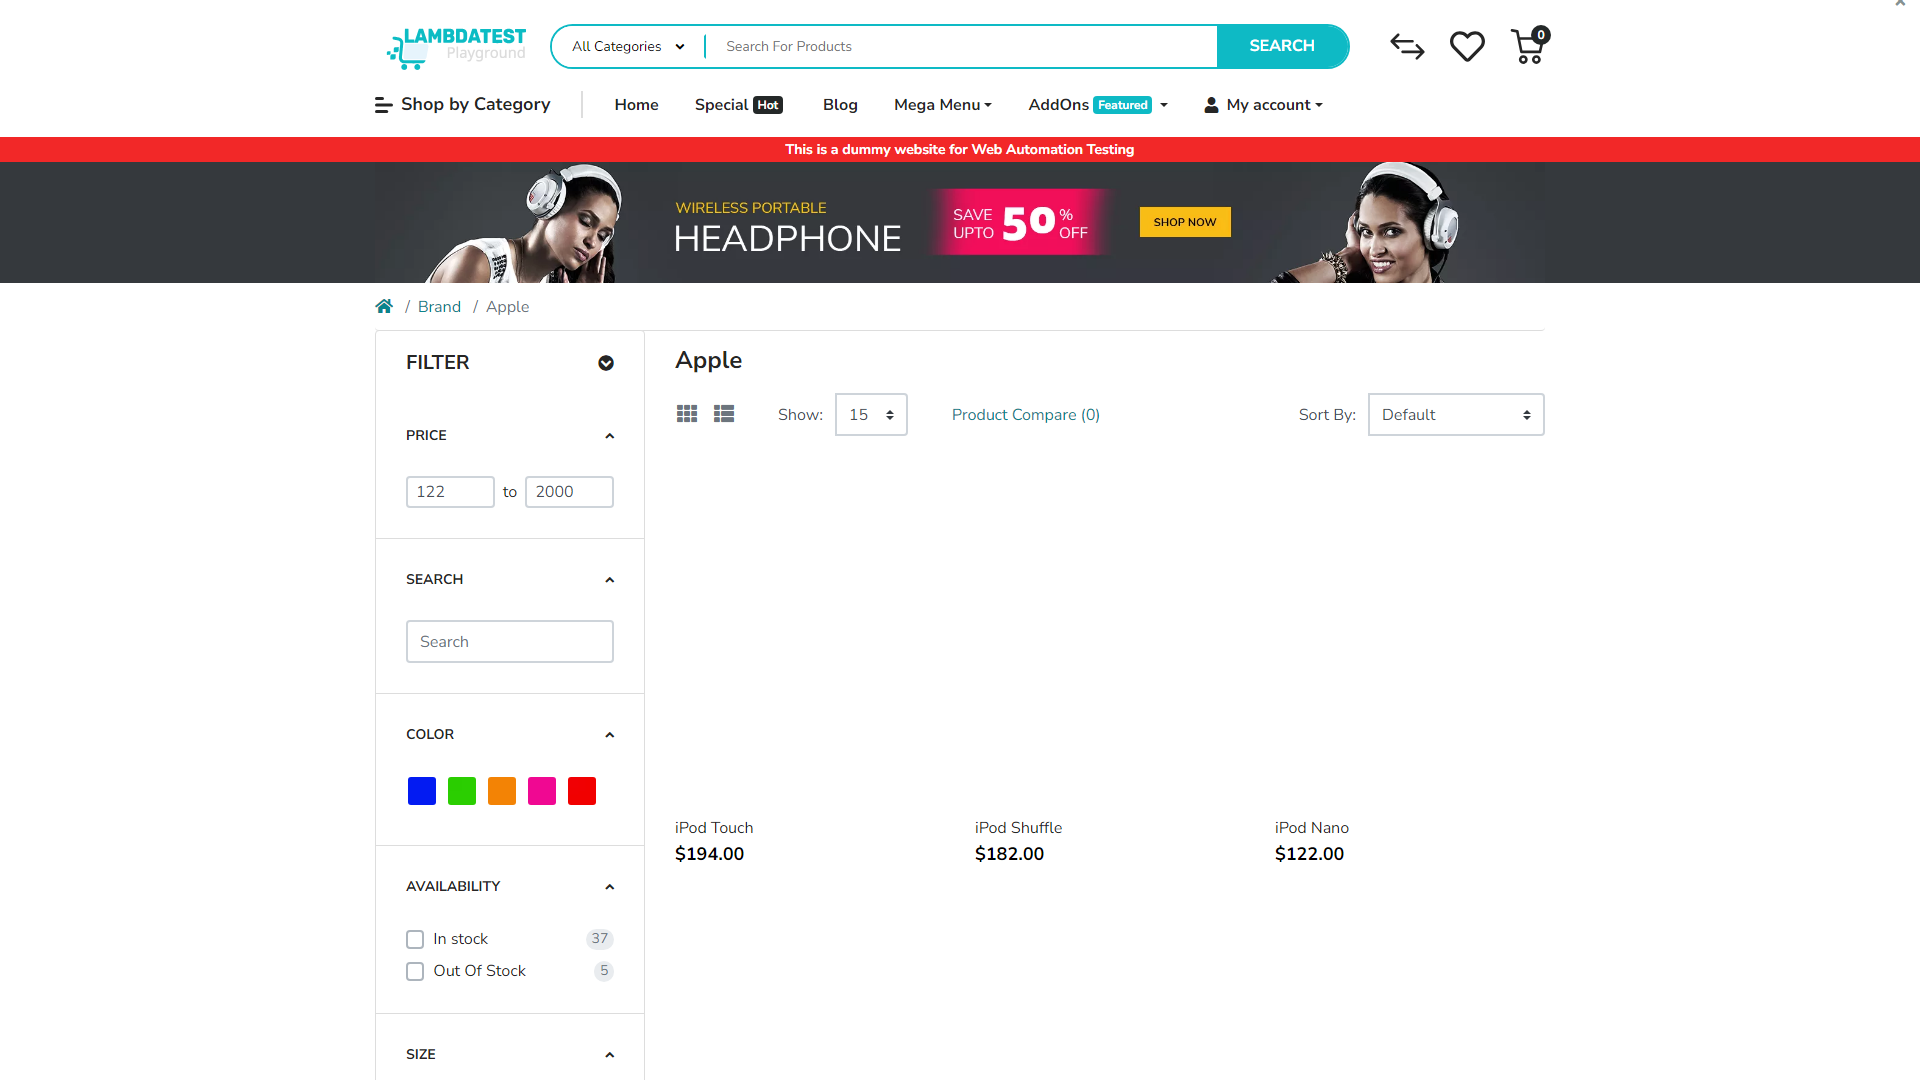 LAMBDATEST
Playground
All Categories
Search For Products
SEARCH
0
Shop by Category
Home
Special Hot
Blog
Mega Menu
AddOns Featured
My account
This is a dummy website for Web Automation Testing
WIRELESS PORTABLE
HEADPHONE
SAVE UPTO 50% OFF
SHOP NOW
/ Brand / Apple
FILTER
PRICE
122 to 2000
SEARCH
Search
COLOR
AVAILABILITY
In stock 37
Out Of Stock 5
SIZE
Apple
Show: 15
Product Compare (0)
Sort By: Default
iPod Touch
$194.00
iPod Shuffle
$182.00
iPod Nano
$122.00